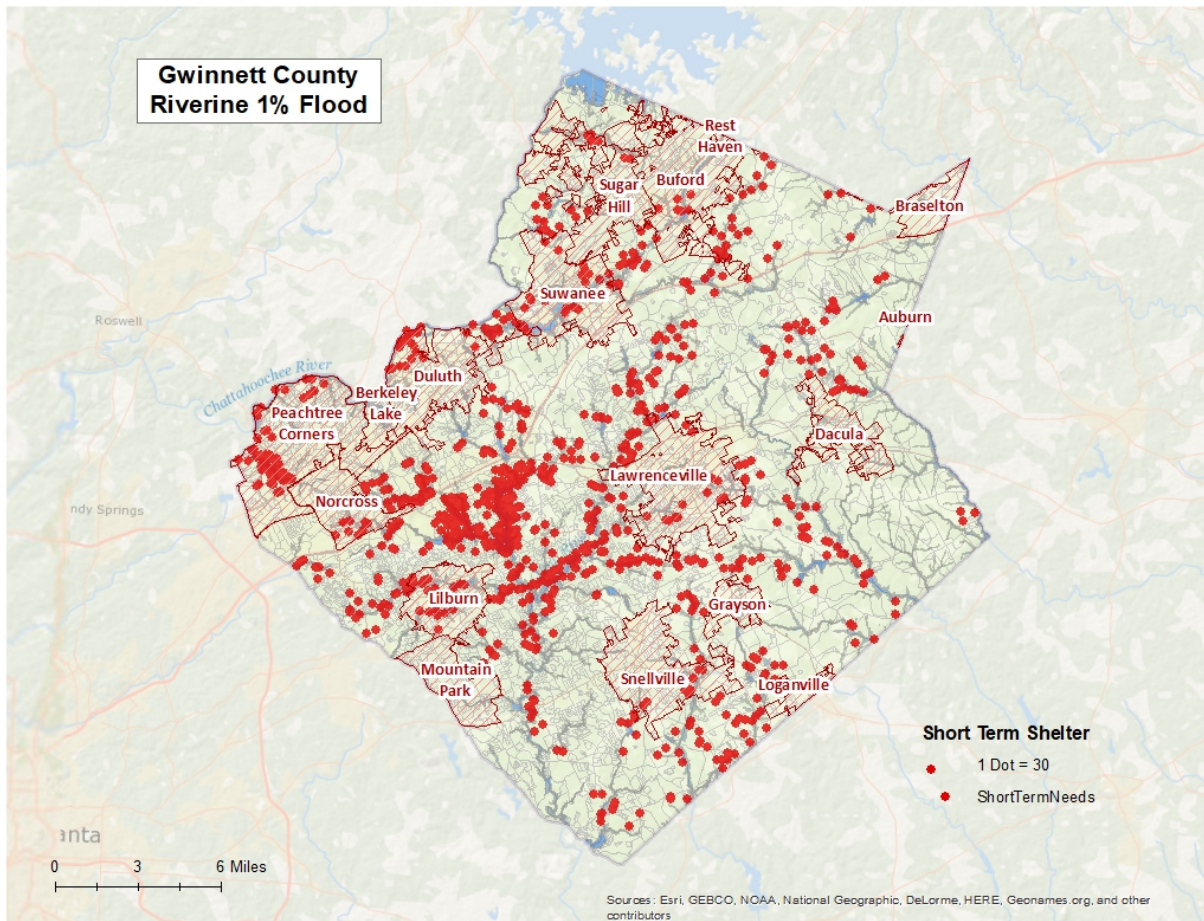 Gwinnett County
Riverine 1% Flood
Rest
Haven
Sugar
Hill
Buford
Braselton
Suwanee
Auburn
Roswell
Chattahoochee River
Duluth
Berkeley
Lake
Peachtree
Corners
Dacula
Lawrenceville
Norcross
ndy Springs
Lilburn
Grayson
Mountain
Park
Snellville
Loganville
Short Term Shelter
1 Dot = 30
ShortTermNeeds
anta
0 3 6 Miles
Sources: Esri, GEBCO, NOAA, National Geographic, DeLorme, HERE, Geonames.org, and other
contributors